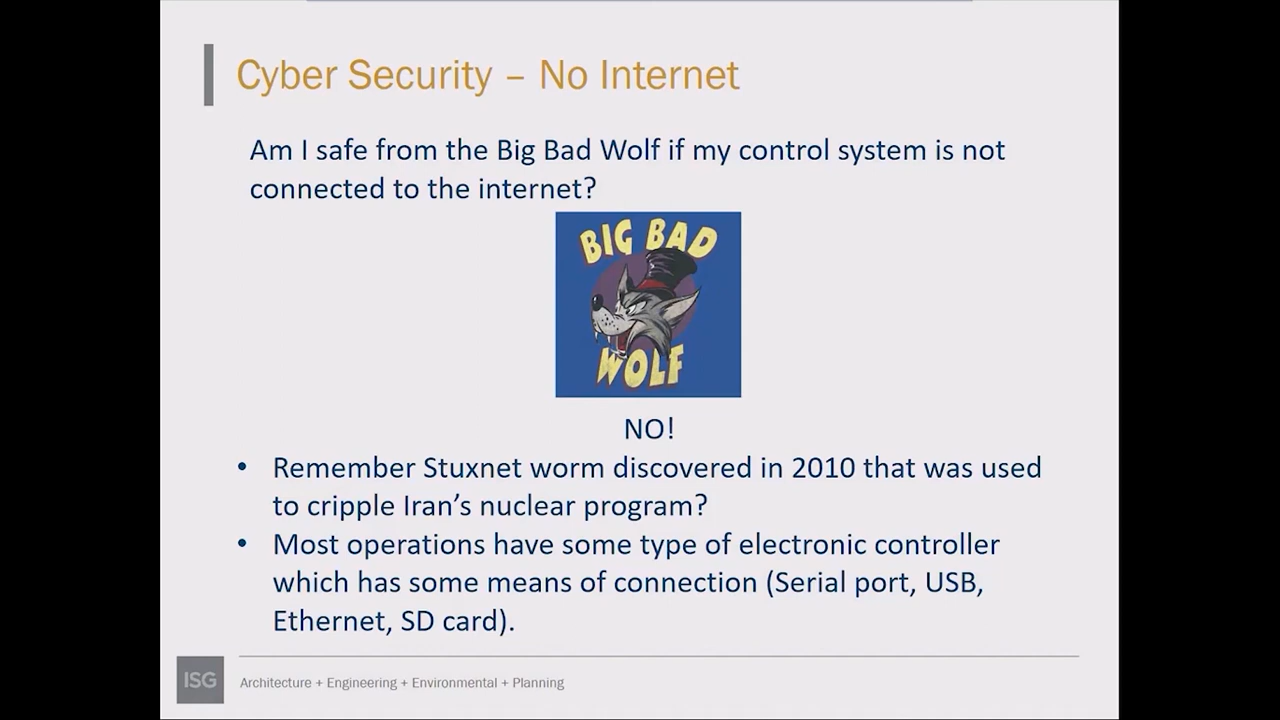 Cyber Security – No Internet
Am I safe from the Big Bad Wolf if my control system is not
connected to the internet?
BIG BAD
WOLF
NO!
• Remember Stuxnet worm discovered in 2010 that was used
to cripple Iran's nuclear program?
• Most operations have some type of electronic controller
which has some means of connection (Serial port, USB,
Ethernet, SD card).
ISG
Architecture + Engineering + Environmental + Planning